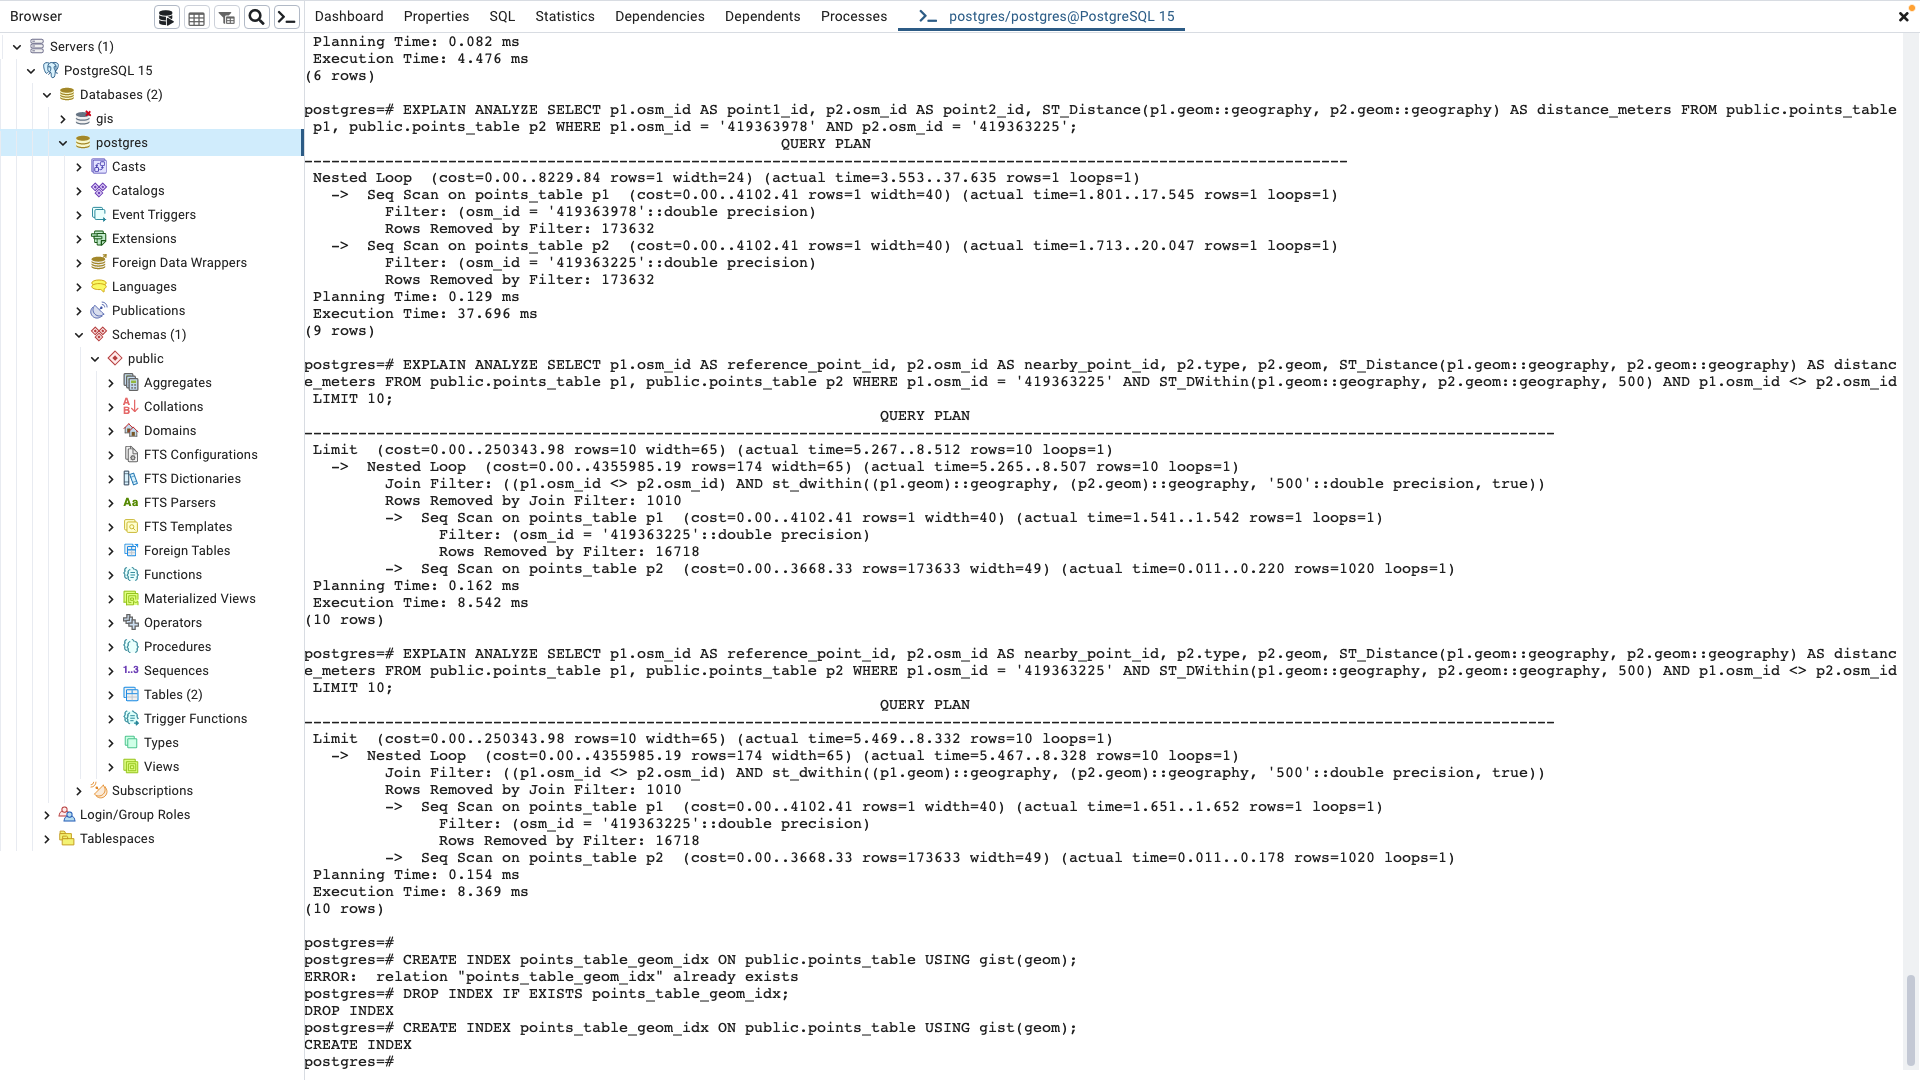 Browser
Dashboard Properties SQL Statistics Dependencies Dependents Processes postgres/postgres@PostgreSQL 15
Servers (1)
PostgreSQL 15
Databases (2)
gis
postgres
Casts
Catalogs
Event Triggers
Extensions
Foreign Data Wrappers
Languages
Publications
Schemas (1)
public
Aggregates
Collations
Domains
FTS Configurations
FTS Dictionaries
Aa FTS Parsers
FTS Templates
Foreign Tables
Functions
Materialized Views
Operators
Procedures
1..3 Sequences
Tables (2)
Trigger Functions
Types
Views
Subscriptions
Login/Group Roles
Tablespaces
Planning Time: 0.082 ms
Execution Time: 4.476 ms
(6 rows)
postgres=# EXPLAIN ANALYZE SELECT p1.osm_id AS point1_id, p2.osm_id AS point2_id, ST_Distance(p1.geom::geography, p2.geom::geography) AS distance_meters FROM public.points_table
p1, public.points_table p2 WHERE p1.osm_id = '419363978' AND p2.osm_id = '419363225';
QUERY PLAN
--------------------------------------------------------------------------------------------------------------------
Nested Loop  (cost=0.00..8229.84 rows=1 width=24) (actual time=3.553..37.635 rows=1 loops=1)
->  Seq Scan on points_table p1  (cost=0.00..4102.41 rows=1 width=40) (actual time=1.801..17.545 rows=1 loops=1)
Filter: (osm_id = '419363978'::double precision)
Rows Removed by Filter: 173632
->  Seq Scan on points_table p2  (cost=0.00..4102.41 rows=1 width=40) (actual time=1.713..20.047 rows=1 loops=1)
Filter: (osm_id = '419363225'::double precision)
Rows Removed by Filter: 173632
Planning Time: 0.129 ms
Execution Time: 37.696 ms
(9 rows)
postgres=# EXPLAIN ANALYZE SELECT p1.osm_id AS reference_point_id, p2.osm_id AS nearby_point_id, p2.type, p2.geom, ST_Distance(p1.geom::geography, p2.geom::geography) AS distanc
e_meters FROM public.points_table p1, public.points_table p2 WHERE p1.osm_id = '419363225' AND ST_DWithin(p1.geom::geography, p2.geom::geography, 500) AND p1.osm_id <> p2.osm_id
LIMIT 10;
QUERY PLAN
-------------------------------------------------------------------------------------------------------------------------------------------
Limit  (cost=0.00..250343.98 rows=10 width=65) (actual time=5.267..8.512 rows=10 loops=1)
->  Nested Loop  (cost=0.00..4355985.19 rows=174 width=65) (actual time=5.265..8.507 rows=10 loops=1)
Join Filter: ((p1.osm_id <> p2.osm_id) AND st_dwithin((p1.geom)::geography, (p2.geom)::geography, '500'::double precision, true))
Rows Removed by Join Filter: 1010
->  Seq Scan on points_table p1  (cost=0.00..4102.41 rows=1 width=40) (actual time=1.541..1.542 rows=1 loops=1)
Filter: (osm_id = '419363225'::double precision)
Rows Removed by Filter: 16718
->  Seq Scan on points_table p2  (cost=0.00..3668.33 rows=173633 width=49) (actual time=0.011..0.220 rows=1020 loops=1)
Planning Time: 0.162 ms
Execution Time: 8.542 ms
(10 rows)
postgres=# EXPLAIN ANALYZE SELECT p1.osm_id AS reference_point_id, p2.osm_id AS nearby_point_id, p2.type, p2.geom, ST_Distance(p1.geom::geography, p2.geom::geography) AS distanc
e_meters FROM public.points_table p1, public.points_table p2 WHERE p1.osm_id = '419363225' AND ST_DWithin(p1.geom::geography, p2.geom::geography, 500) AND p1.osm_id <> p2.osm_id
LIMIT 10;
QUERY PLAN
-------------------------------------------------------------------------------------------------------------------------------------------
Limit  (cost=0.00..250343.98 rows=10 width=65) (actual time=5.469..8.332 rows=10 loops=1)
->  Nested Loop  (cost=0.00..4355985.19 rows=174 width=65) (actual time=5.467..8.328 rows=10 loops=1)
Join Filter: ((p1.osm_id <> p2.osm_id) AND st_dwithin((p1.geom)::geography, (p2.geom)::geography, '500'::double precision, true))
Rows Removed by Join Filter: 1010
->  Seq Scan on points_table p1  (cost=0.00..4102.41 rows=1 width=40) (actual time=1.651..1.652 rows=1 loops=1)
Filter: (osm_id = '419363225'::double precision)
Rows Removed by Filter: 16718
->  Seq Scan on points_table p2  (cost=0.00..3668.33 rows=173633 width=49) (actual time=0.011..0.178 rows=1020 loops=1)
Planning Time: 0.154 ms
Execution Time: 8.369 ms
(10 rows)
postgres=#
postgres=# CREATE INDEX points_table_geom_idx ON public.points_table USING gist(geom);
ERROR:  relation "points_table_geom_idx" already exists
postgres=# DROP INDEX IF EXISTS points_table_geom_idx;
DROP INDEX
postgres=# CREATE INDEX points_table_geom_idx ON public.points_table USING gist(geom);
CREATE INDEX
postgres=#